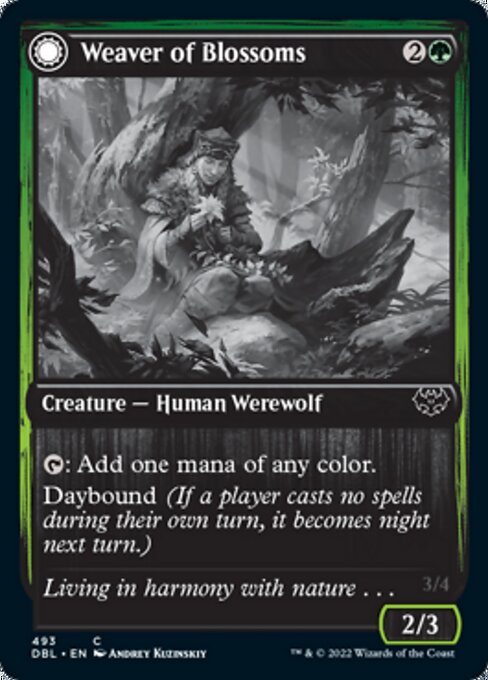 Weaver of Blossoms 2
Creature — Human Werewolf
: Add one mana of any color.
Daybound (If a player casts no spells
during their own turn, it becomes night
next turn.)
Living in harmony with nature . . .
3/4
2/3
493 C
DBL • EN Andrey Kuzinskiy
™ & © 2022 Wizards of the Coast